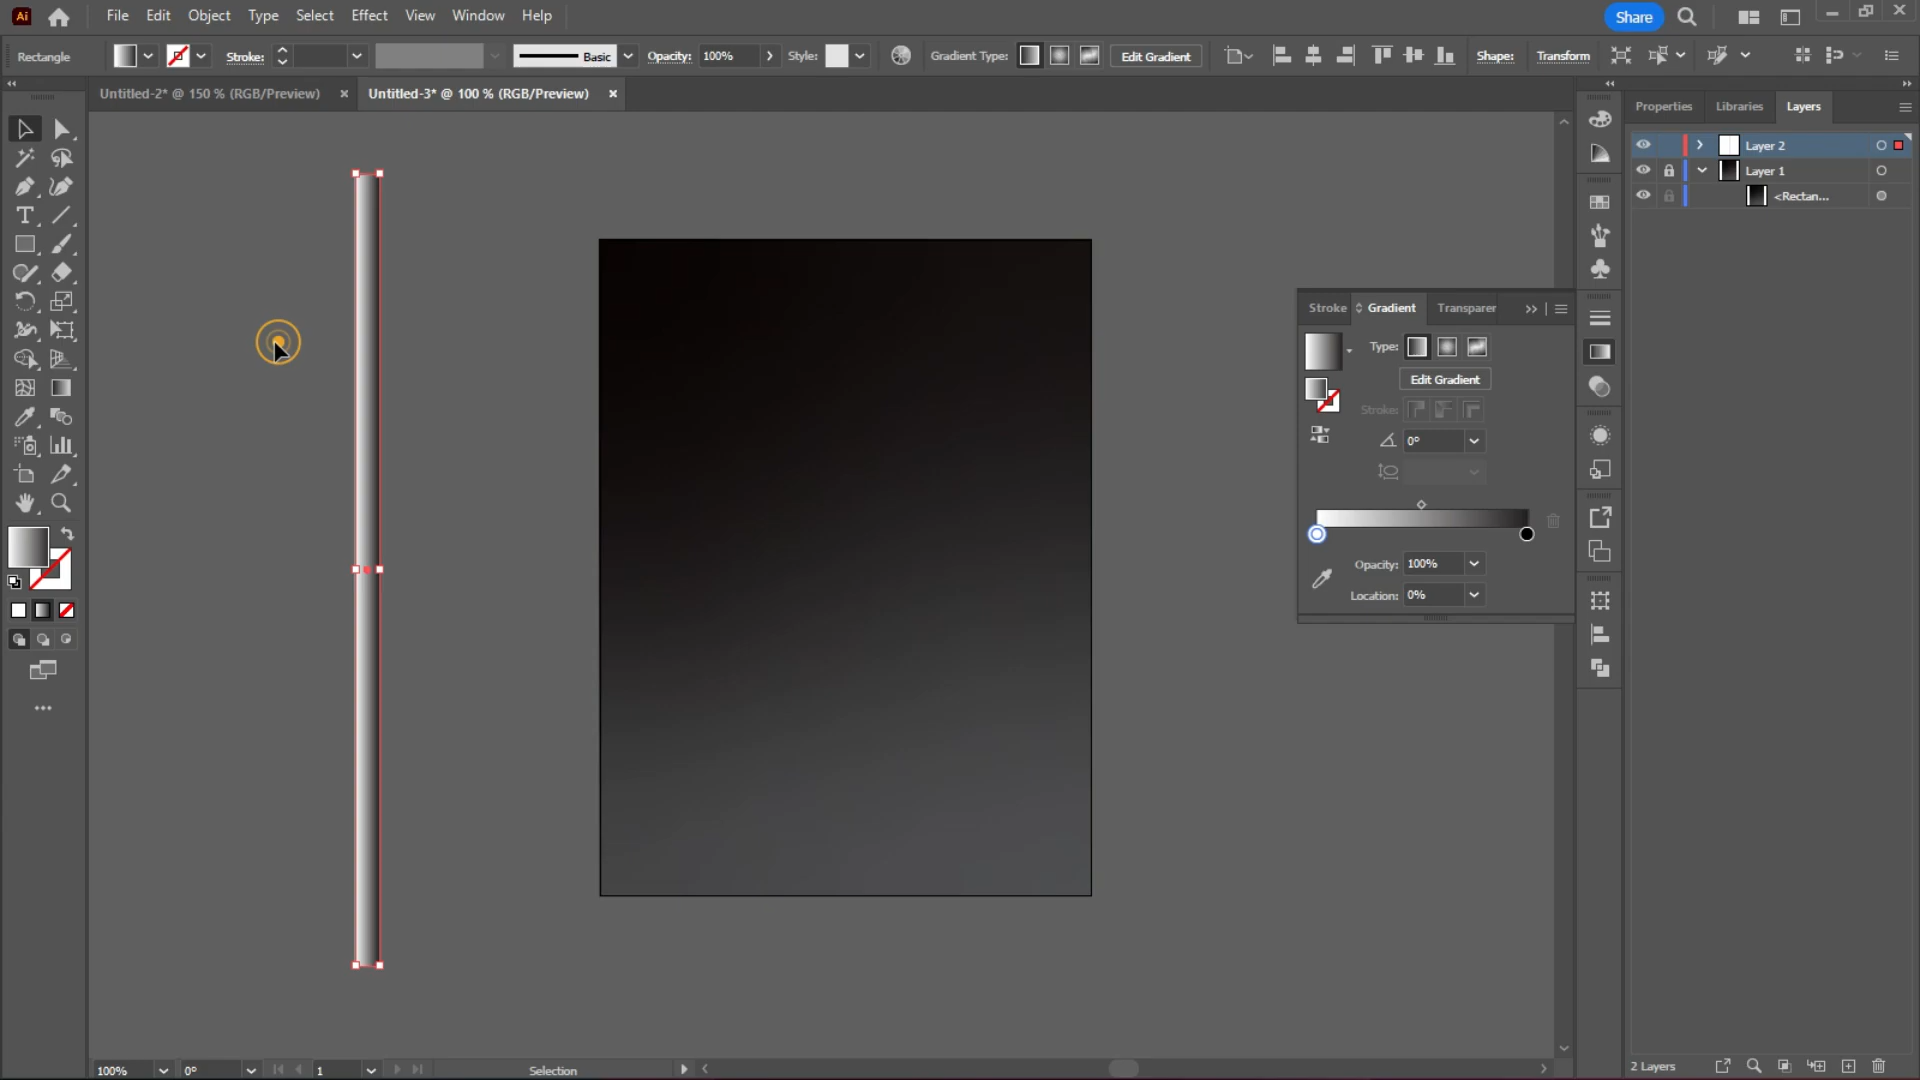 Ai File Edit Object Type Select Effect View Window Help Share
Rectangle Stroke: Basic Opacity: 100% Style: Gradient Type: Edit Gradient Shape: Transform
Untitled-2* @ 150 % (RGB/Preview) Untitled-3* @ 100 % (RGB/Preview)
Properties Libraries Layers
Layer 2
Layer 1
<Rectan...
Stroke Gradient Transparer
Type:
Edit Gradient
Stroke:
0°
Opacity: 100%
Location: 0%
100% 0° 1 Selection
2 Layers